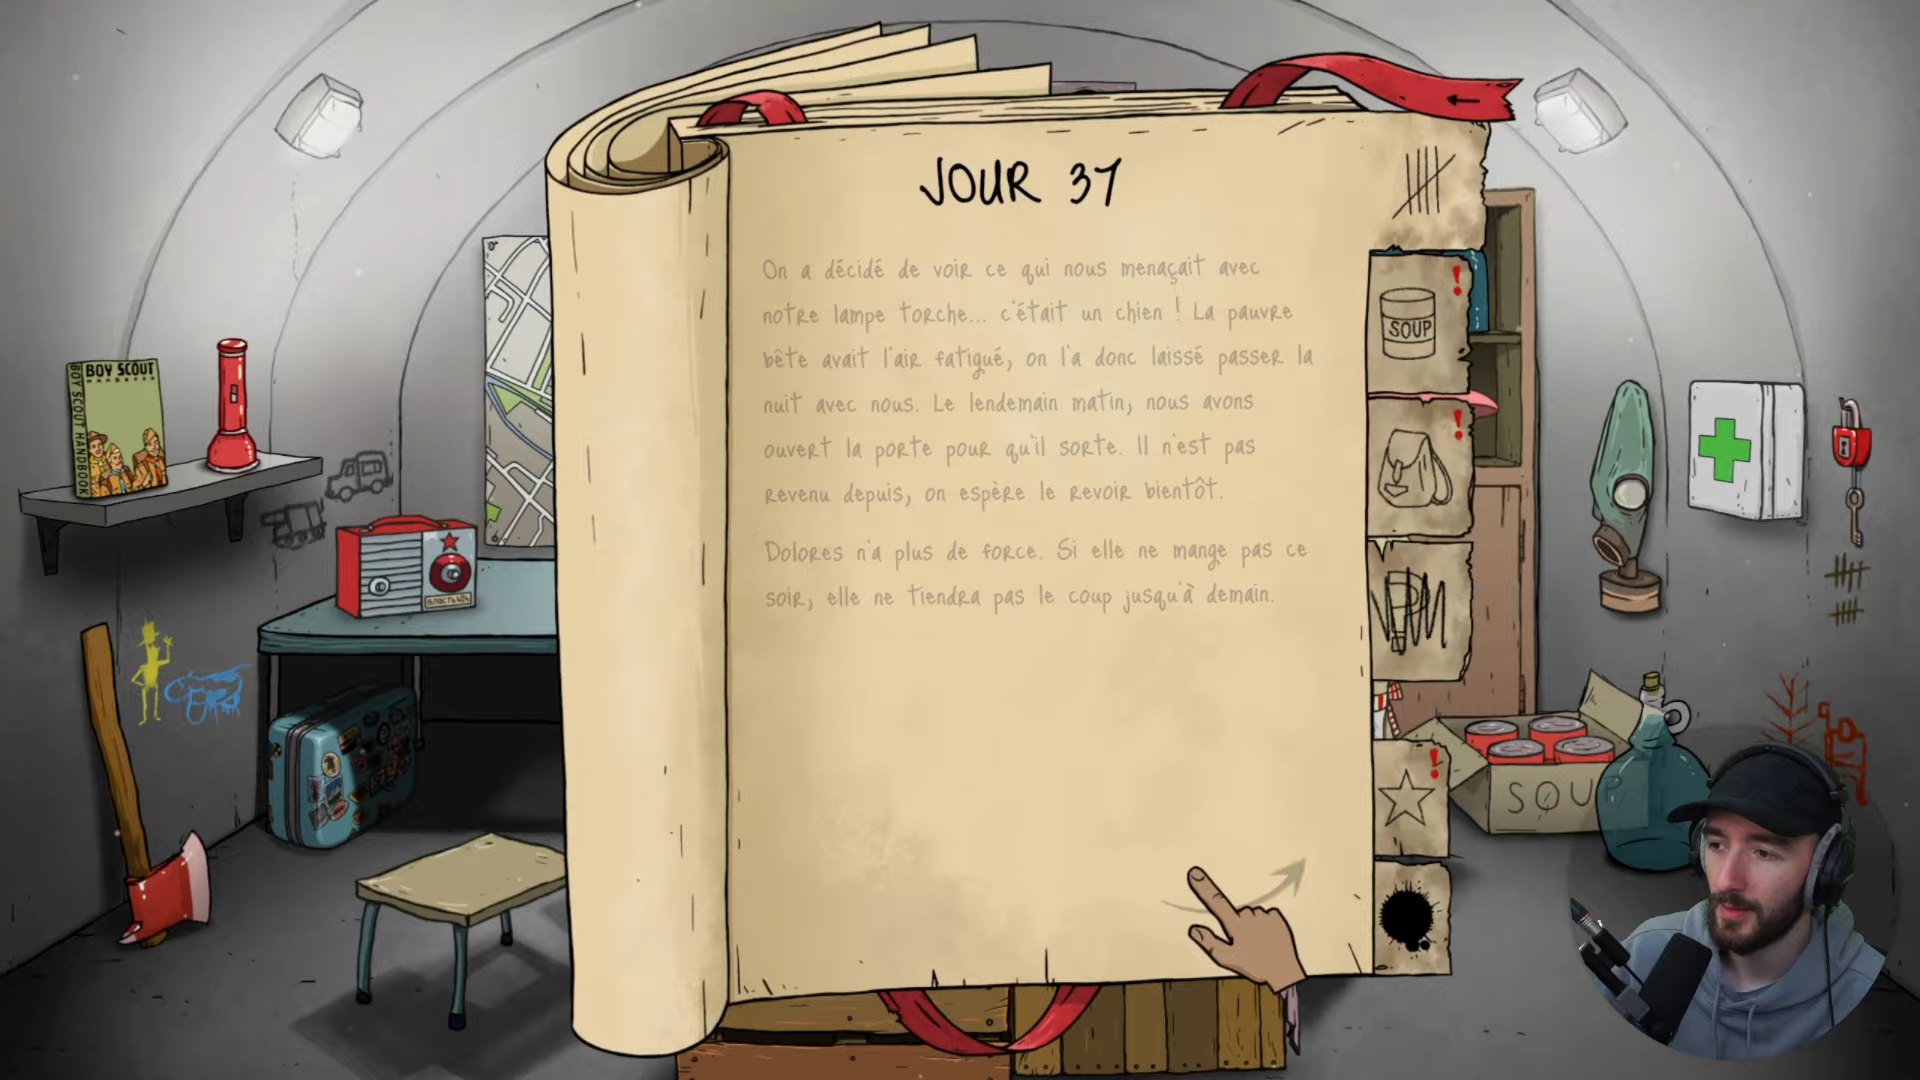 JOUR 37
On a décidé de voir ce qui nous menaçait avec
notre lampe torche... c'était un chien ! La pauvre
bête avait l'air fatigué, on l'a donc laissé passer la
nuit avec nous. Le lendemain matin, nous avons
ouvert la porte pour qu'il sorte. Il n'est pas
revenu depuis, on espère le revoir bientôt.
Dolores n'a plus de force. Si elle ne mange pas ce
soir, elle ne tiendra pas le coup jusqu'à demain.
BOY SCOUT
HANDBOOK
BOY SCOUT HANDBOOK
SOUP
!
!
!
SOU